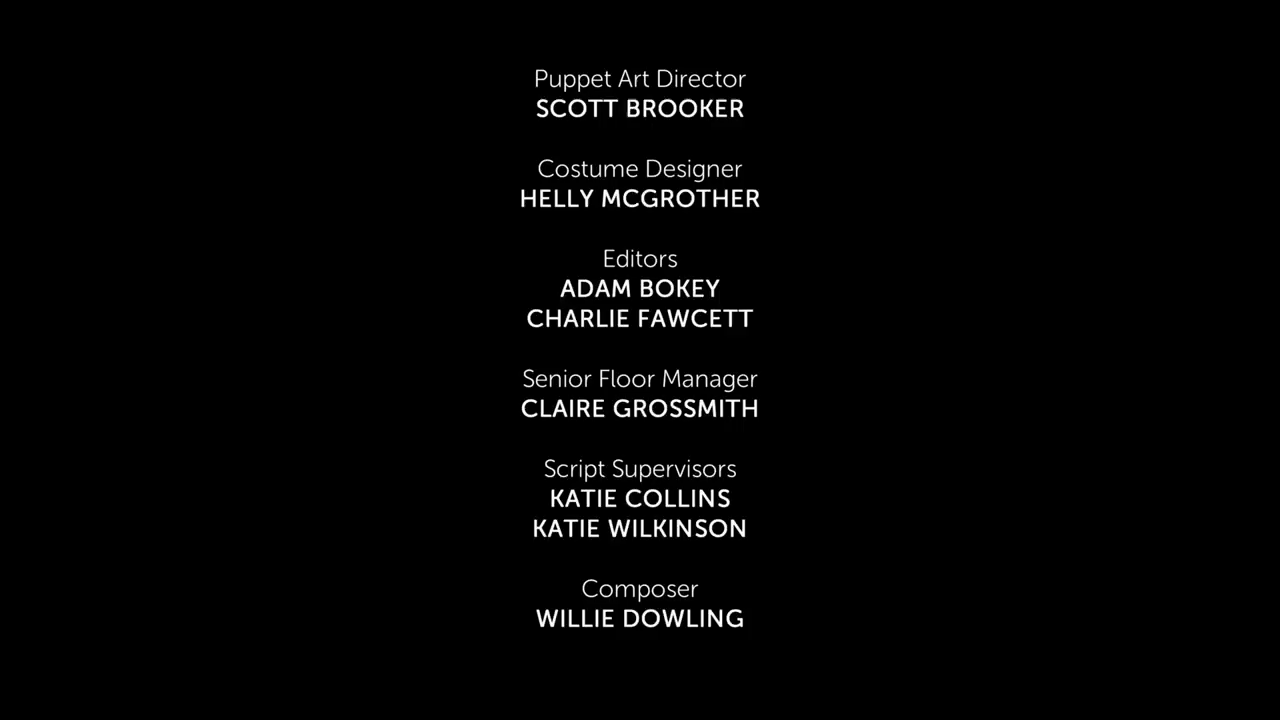 Puppet Art Director
SCOTT BROOKER
Costume Designer
HELLY MCGROTHER
Editors
ADAM BOKEY
CHARLIE FAWCETT
Senior Floor Manager
CLAIRE GROSSMITH
Script Supervisors
KATIE COLLINS
KATIE WILKINSON
Composer
WILLIE DOWLING